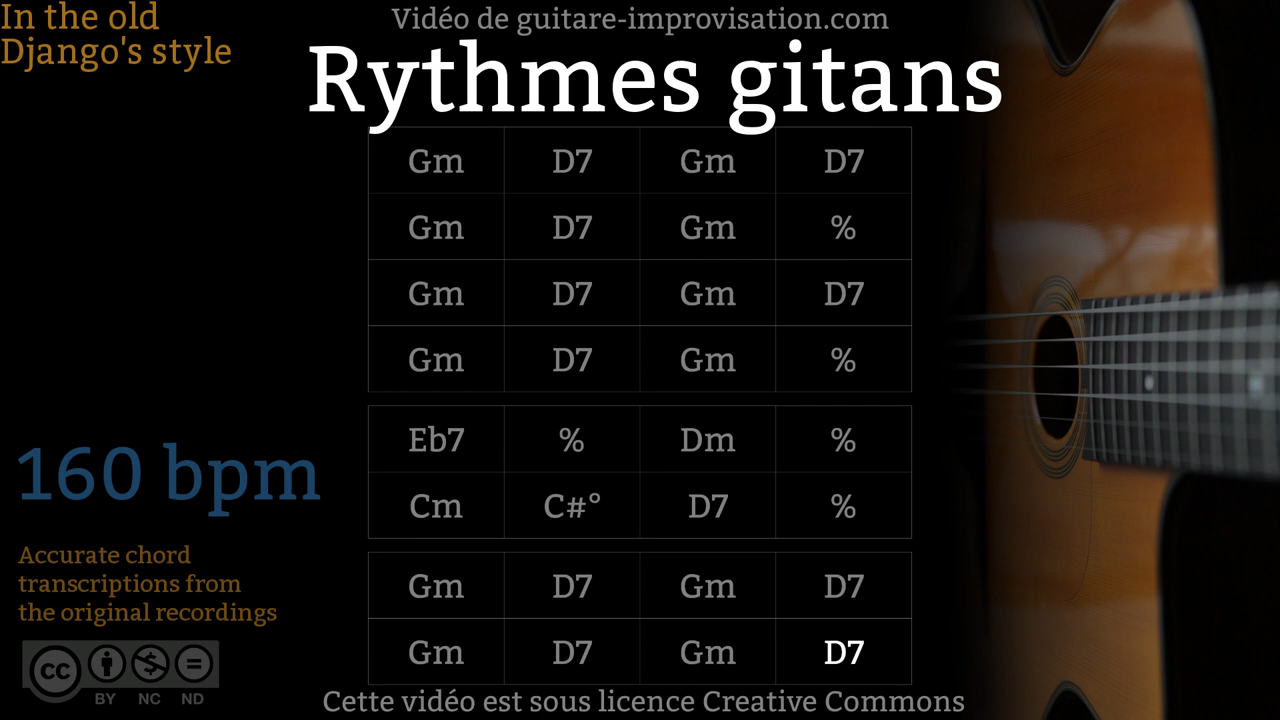 In the old
Django's style
Vidéo de guitare-improvisation.com
Rythmes gitans
Gm D7 Gm D7
Gm D7 Gm %
Gm D7 Gm D7
Gm D7 Gm %
Eb7 % Dm %
Cm C#° D7 %
Gm D7 Gm D7
Gm D7 Gm D7
160 bpm
Accurate chord
transcriptions from
the original recordings
cc
BY NC ND
Cette vidéo est sous licence Creative Commons